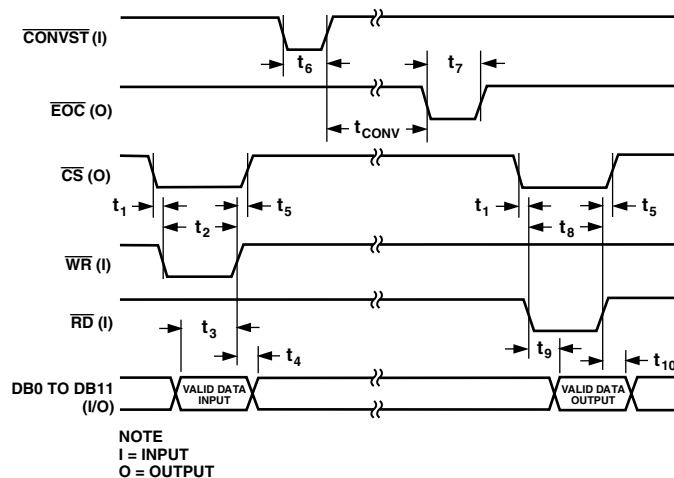 CONVST (I)
t6
t7
EOC (O)
tCONV
CS (O)
t1
t5
t1
t5
t2
t8
WR (I)
RD (I)
t3
t9
t4
t10
DB0 TO DB11
(I/O)
VALID DATA
INPUT
VALID DATA
OUTPUT
NOTE
I = INPUT
O = OUTPUT